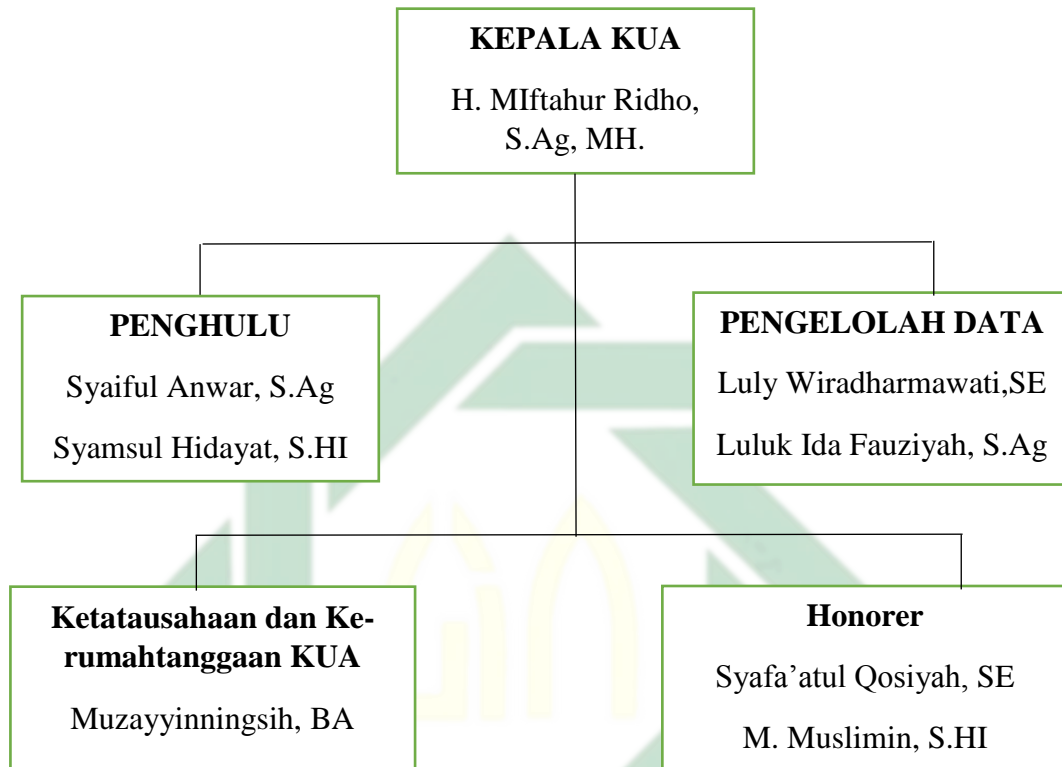 KEPALA KUA
H. MIftahur Ridho,
S.Ag, MH.
PENGHULU
Syaiful Anwar, S.Ag
Syamsul Hidayat, S.HI
PENGELOLAH DATA
Luly Wiradharmawati,SE
Luluk Ida Fauziyah, S.Ag
Ketatausahaan dan Ke-
rumahtanggaan KUA
Muzayyinningsih, BA
Honorer
Syafa’atul Qosiyah, SE
M. Muslimin, S.HI